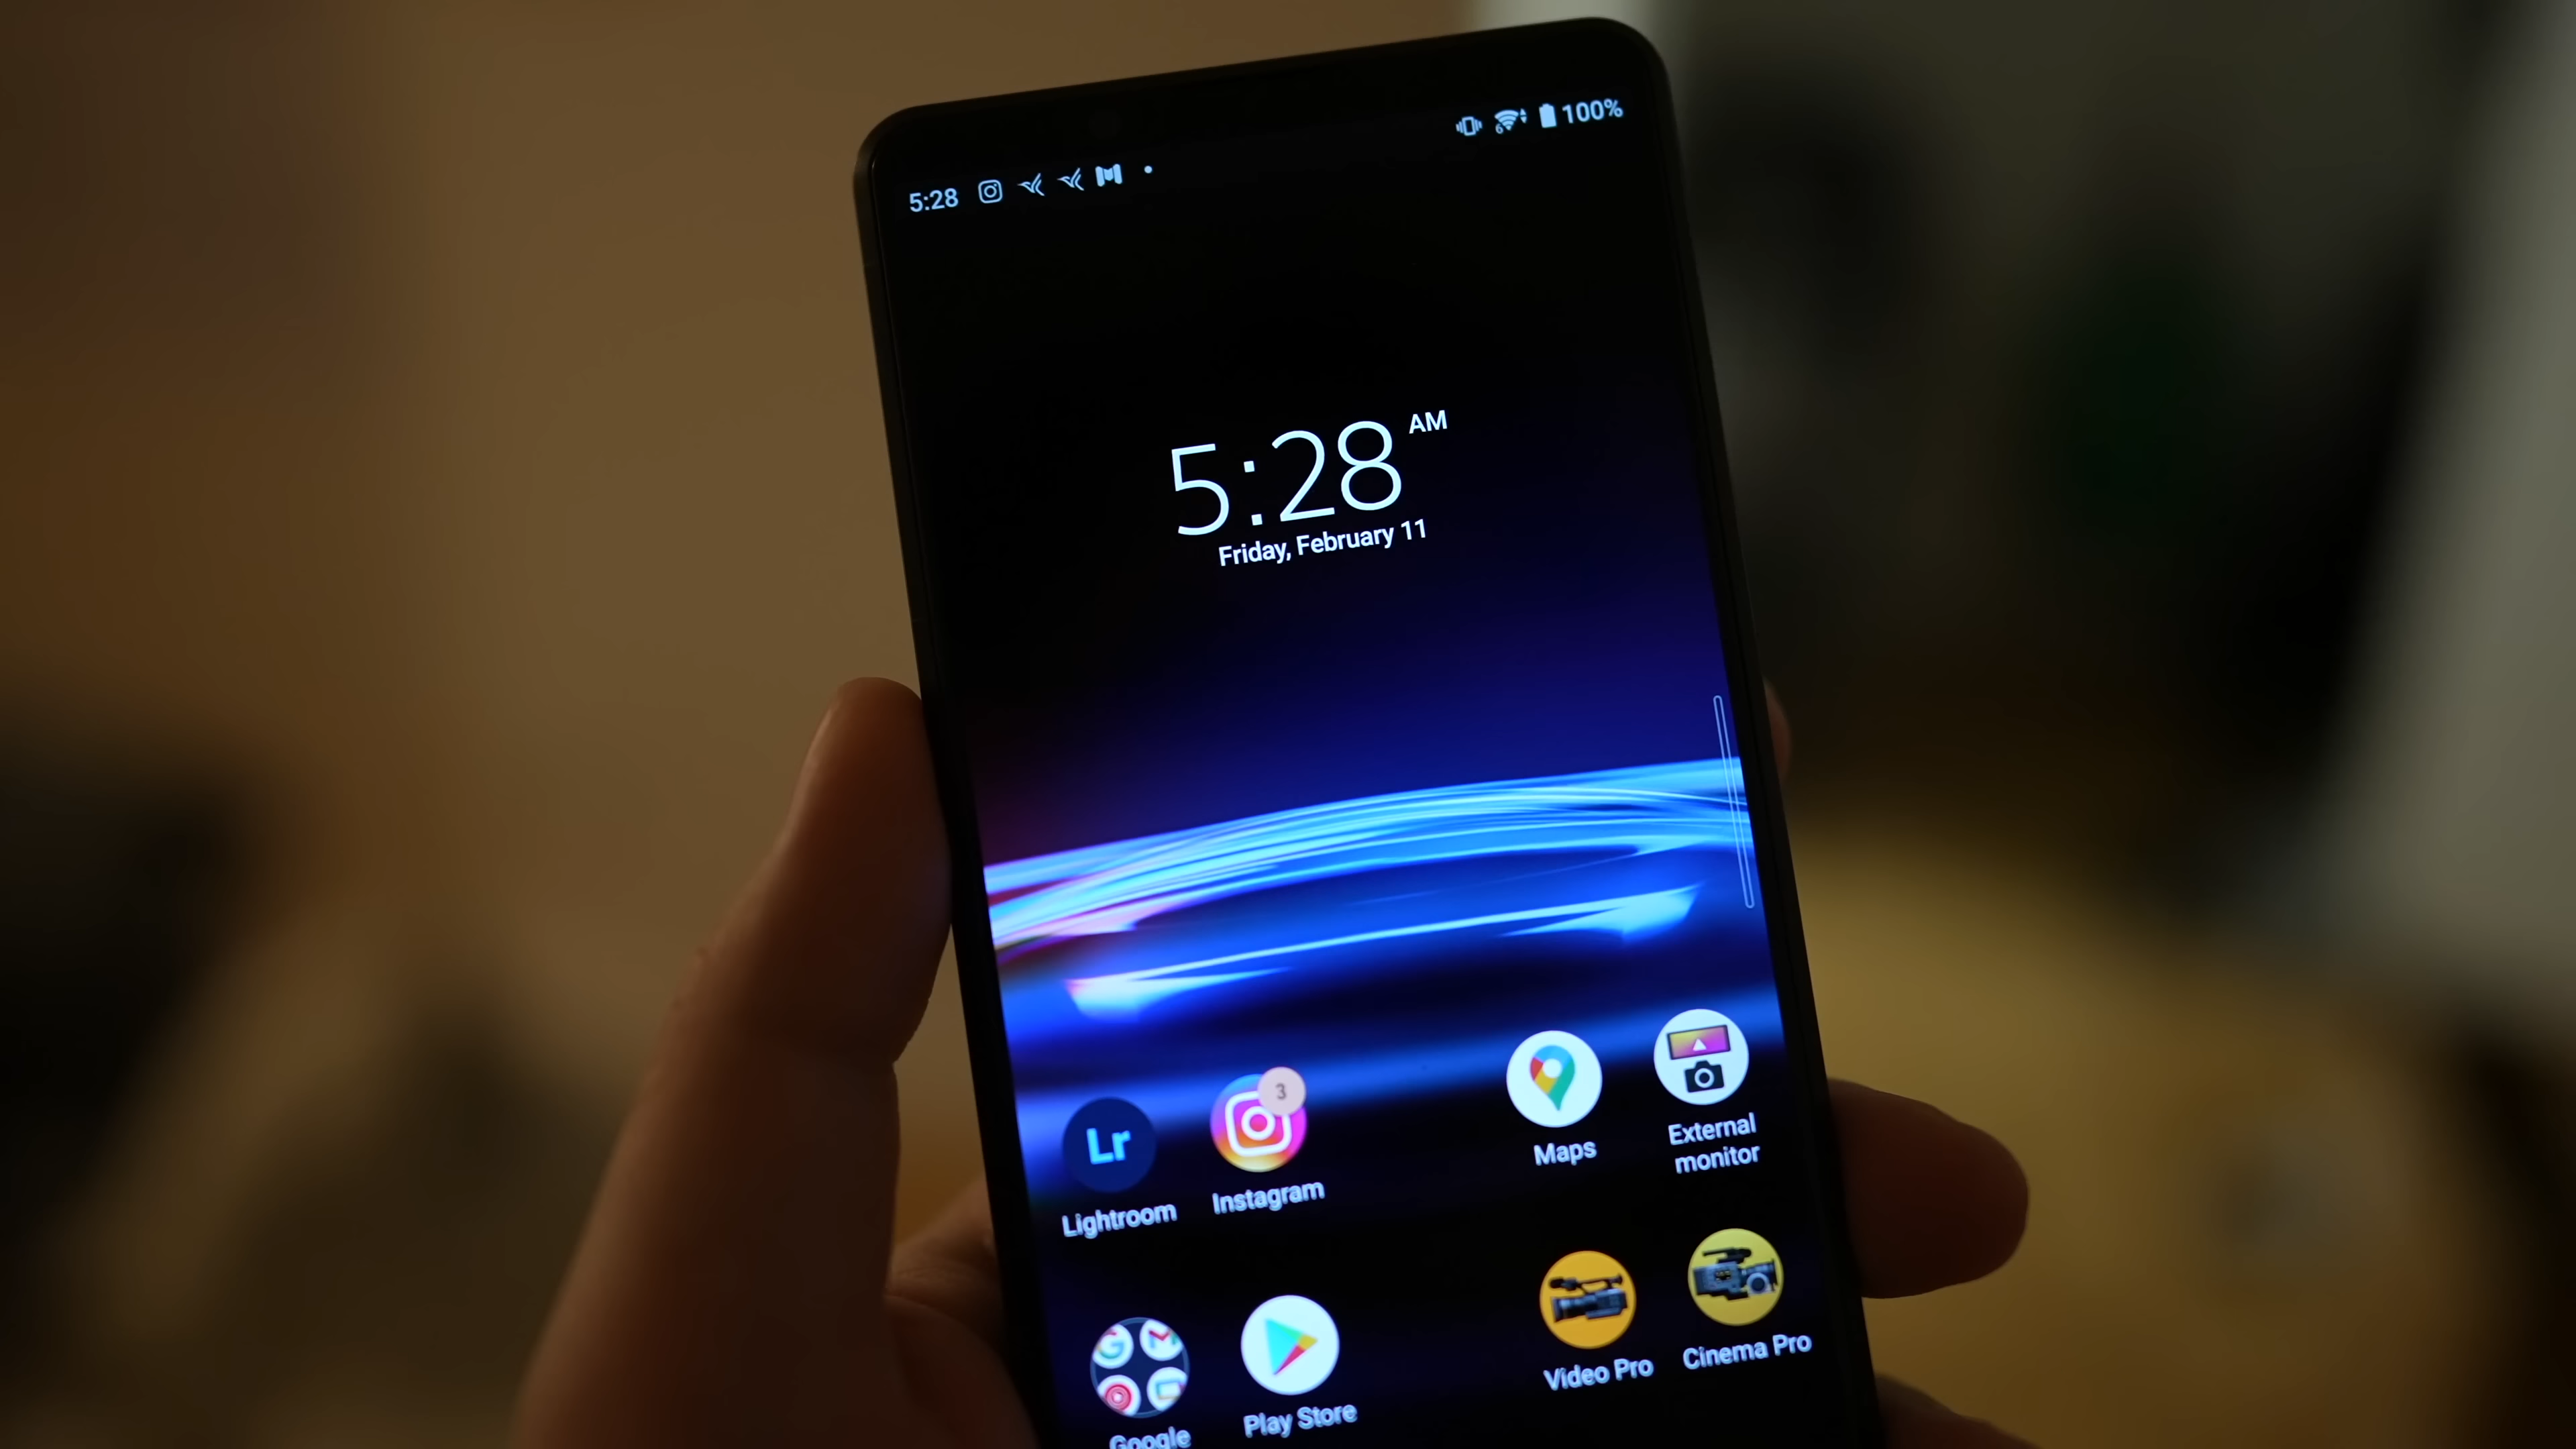 5:28
100%
5:28 AM
Friday, February 11
Lr
3
Lightroom
Instagram
Maps
External
monitor
Google
Play Store
Video Pro
Cinema Pro